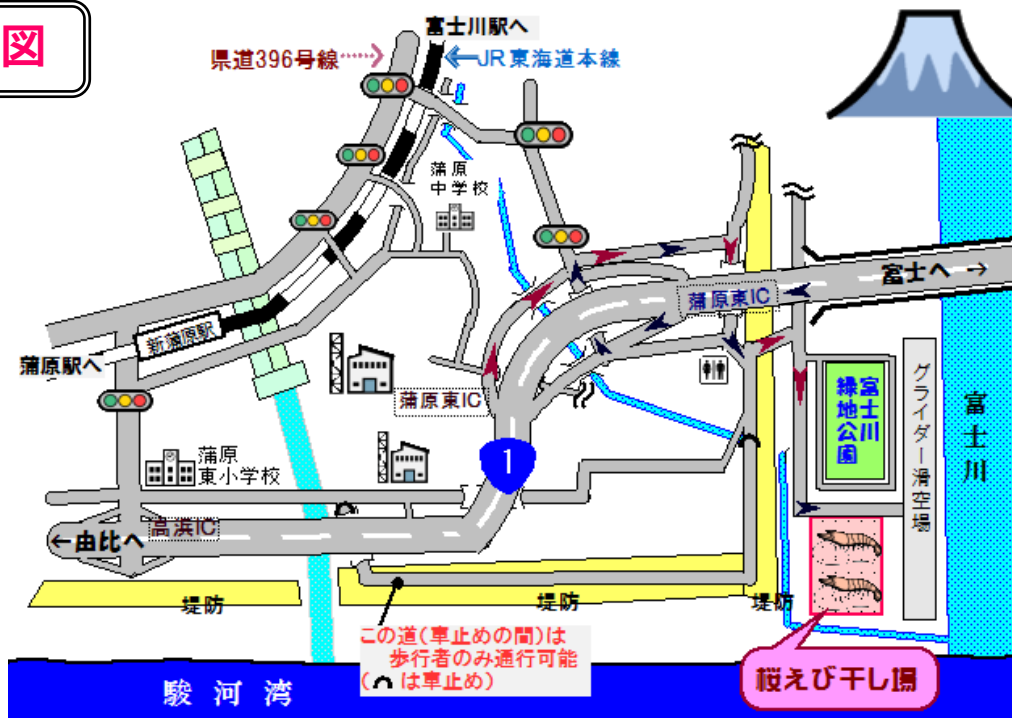 図
富士川駅へ
県道396号線
JR東海道本線
蒲原
中学校
富士へ →
蒲原東IC
新蒲原駅
蒲原駅へ
蒲原東IC
富士川
緑地公園
グライダー滑空場
富士川
蒲原
東小学校
1
高浜IC
←由比へ
堤防
堤防
堤防
この道(車止めの間)は
歩行者のみ通行可能
( は車止め)
桜えび干し場
駿河湾